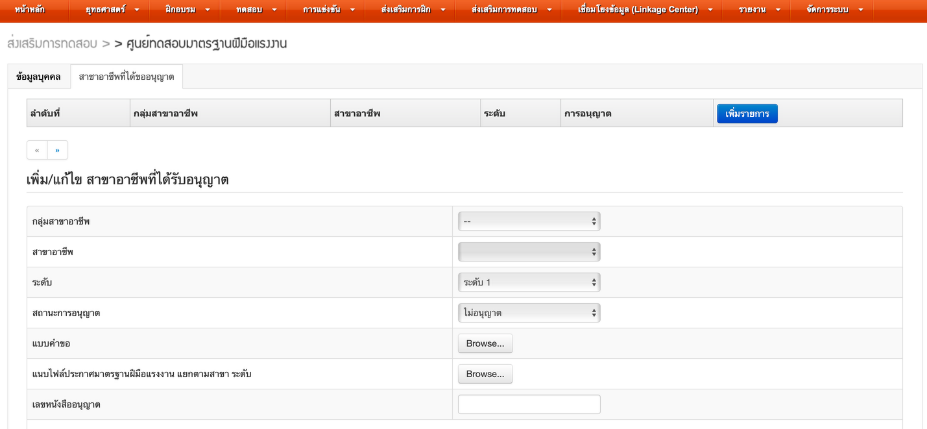 หน้าหลัก ยุทธศาสตร์ ฝึกอบรม ทดสอบ การแข่งขัน ส่งเสริมการฝึก ส่งเสริมการทดสอบ เชื่อมโยงข้อมูล (Linkage Center) รายงาน จัดการระบบ
ส่งเสริมการทดสอบ > > ศูนย์ทดสอบมาตรฐานฝีมือแรงงาน
ข้อมูลบุคคล สาขาอาชีพที่ได้ขออนุญาต
ลำดับที่ กลุ่มสาขาอาชีพ สาขาอาชีพ ระดับ การอนุญาต เพิ่มรายการ
« »
เพิ่ม/แก้ไข สาขาอาชีพที่ได้รับอนุญาต
กลุ่มสาขาอาชีพ --
สาขาอาชีพ
ระดับ ระดับ 1
สถานะการอนุญาต ไม่อนุญาต
แบบคำขอ Browse...
แนบไฟล์ประกาศมาตรฐานฝีมือแรงงาน แยกตามสาขา ระดับ Browse...
เลขหนังสืออนุญาต